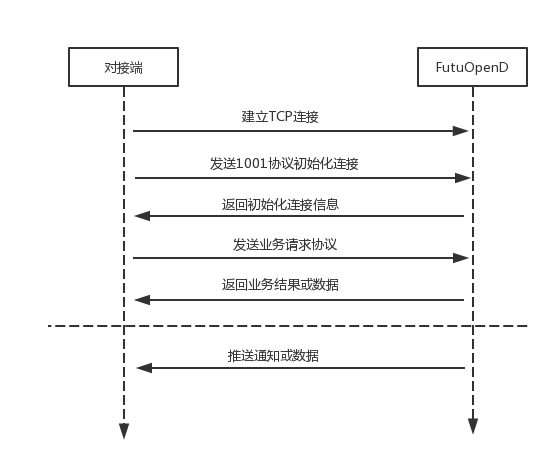 对接端
FutuOpenD
建立TCP连接
发送1001协议初始化连接
返回初始化连接信息
发送业务请求协议
返回业务结果或数据
推送通知或数据